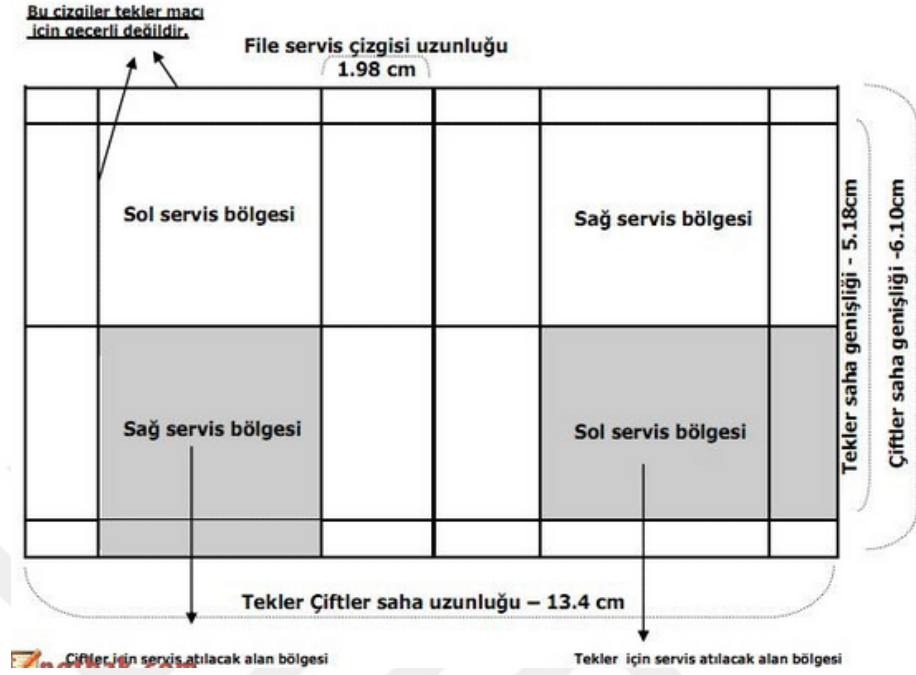 Bu cizgiler tekler macı
için geçerli değildir.
File servis çizgisi uzunluğu
1.98 cm
Sol servis bölgesi
Sağ servis bölgesi
Tekler saha genişliği - 5.18cm
Çiftler saha genişliği -6.10cm
Sağ servis bölgesi
Sol servis bölgesi
Tekler Çiftler saha uzunluğu – 13.4 cm
Çiftler için servis atılacak alan bölgesi
Tekler için servis atılacak alan bölgesi